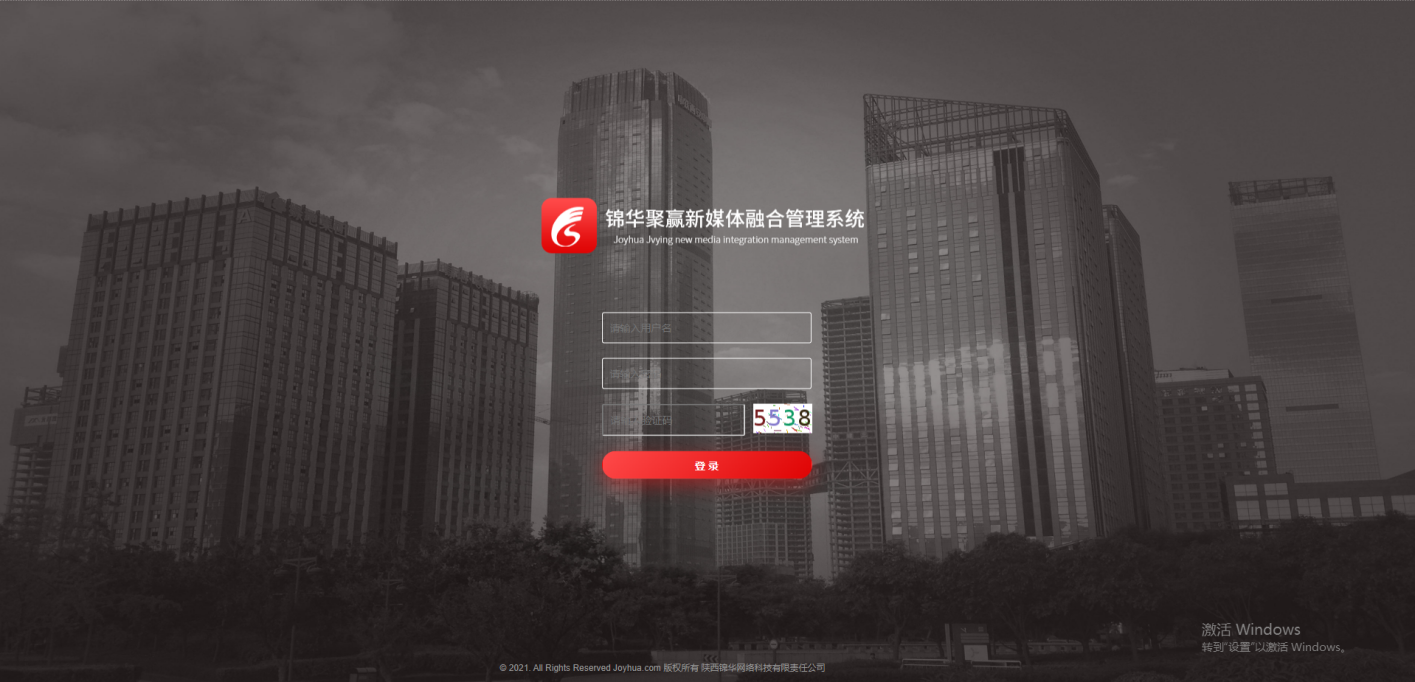 锦华聚赢新媒体融合管理系统
Joyhua Jvying new media integration management system
请输入用户名
5538
登 录
激活 Windows
转到"设置"以激活 Windows。
© 2021. All Rights Reserved Joyhua.com 版权所有 陕西锦华网络科技有限责任公司